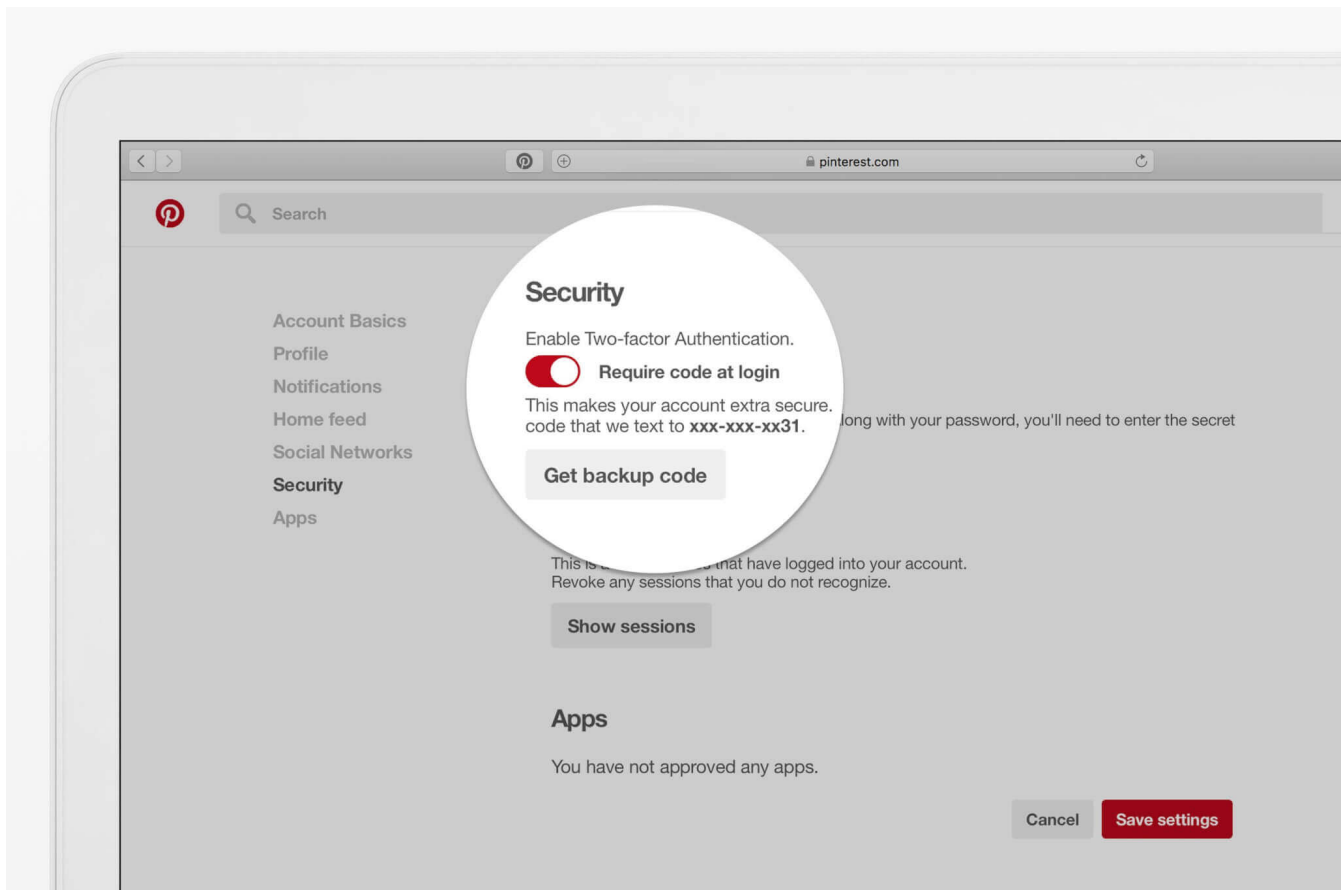 pinterest.com
Search
Account Basics
Profile
Notifications
Home feed
Social Networks
Security
Apps
Security
Enable Two-factor Authentication.
Require code at login
This makes your account extra secure.
long with your password, you'll need to enter the secret
code that we text to xxx-xxx-xx31.
Get backup code
This is that have logged into your account.
Revoke any sessions that you do not recognize.
Show sessions
Apps
You have not approved any apps.
Cancel Save settings